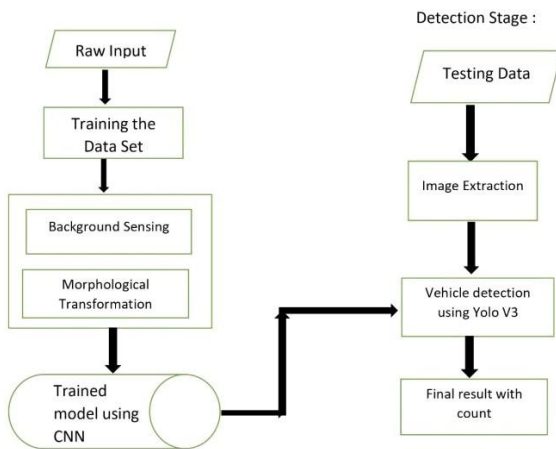 Raw Input
Training the
Data Set
Background Sensing
Morphological
Transformation
Trained
model using
CNN
Detection Stage :
Testing Data
Image Extraction
Vehicle detection
using Yolo V3
Final result with
count